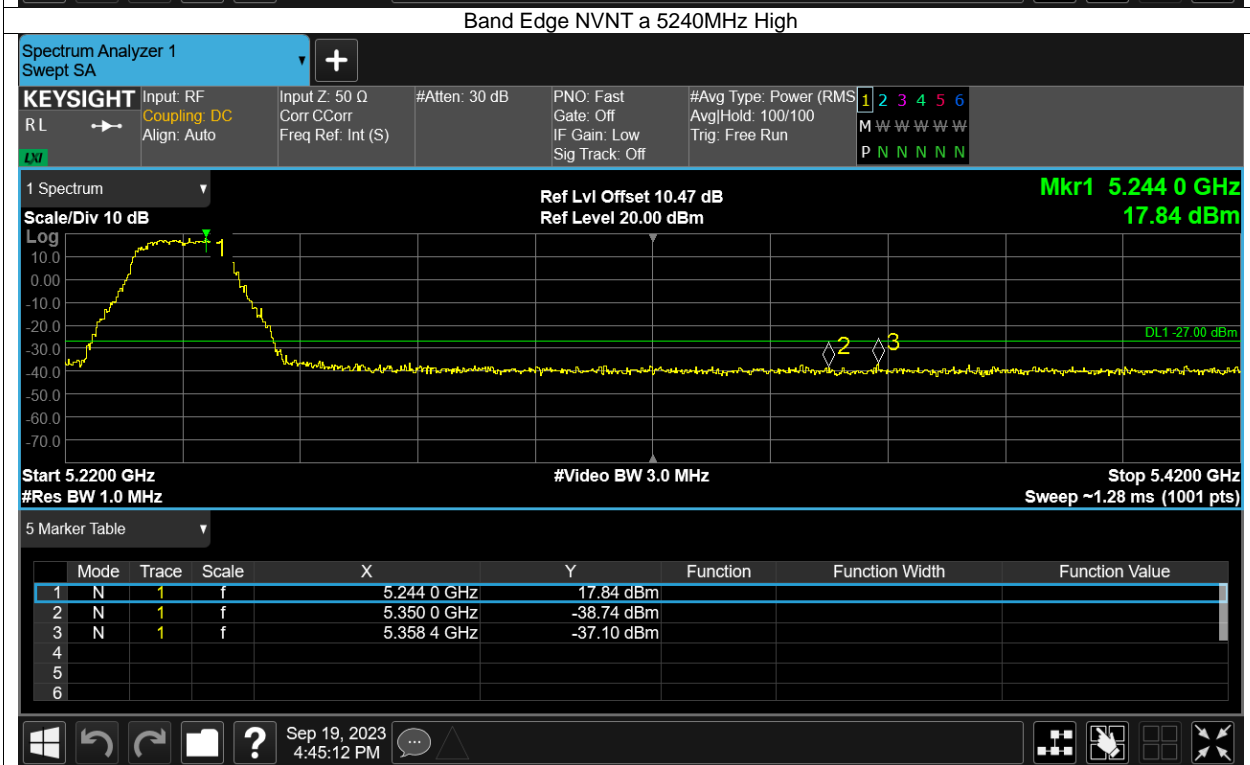 Band Edge NVNT a 5240MHz High
Spectrum Analyzer 1
Swept SA
KEYSIGHT
RL
LXI
Input: RF
Coupling: DC
Align: Auto
Input Z: 50 Ω
Corr CCorr
Freq Ref: Int (S)
#Atten: 30 dB
PNO: Fast
Gate: Off
IF Gain: Low
Sig Track: Off
#Avg Type: Power (RMS
Avg|Hold: 100/100
Trig: Free Run
1 2 3 4 5 6
M W W W W W
P N N N N N
1 Spectrum
Scale/Div 10 dB
Ref Lvl Offset 10.47 dB
Ref Level 20.00 dBm
Mkr1 5.244 0 GHz
17.84 dBm
Log
10.0
0.00
-10.0
-20.0
-30.0
-40.0
-50.0
-60.0
-70.0
1
2
3
DL1 -27.00 dBm
Start 5.2200 GHz
#Res BW 1.0 MHz
#Video BW 3.0 MHz
Stop 5.4200 GHz
Sweep ~1.28 ms (1001 pts)
5 Marker Table
Mode Trace Scale X Y Function Function Width Function Value
1 N 1 f 5.244 0 GHz 17.84 dBm
2 N 1 f 5.350 0 GHz -38.74 dBm
3 N 1 f 5.358 4 GHz -37.10 dBm
4
5
6
?
Sep 19, 2023
4:45:12 PM